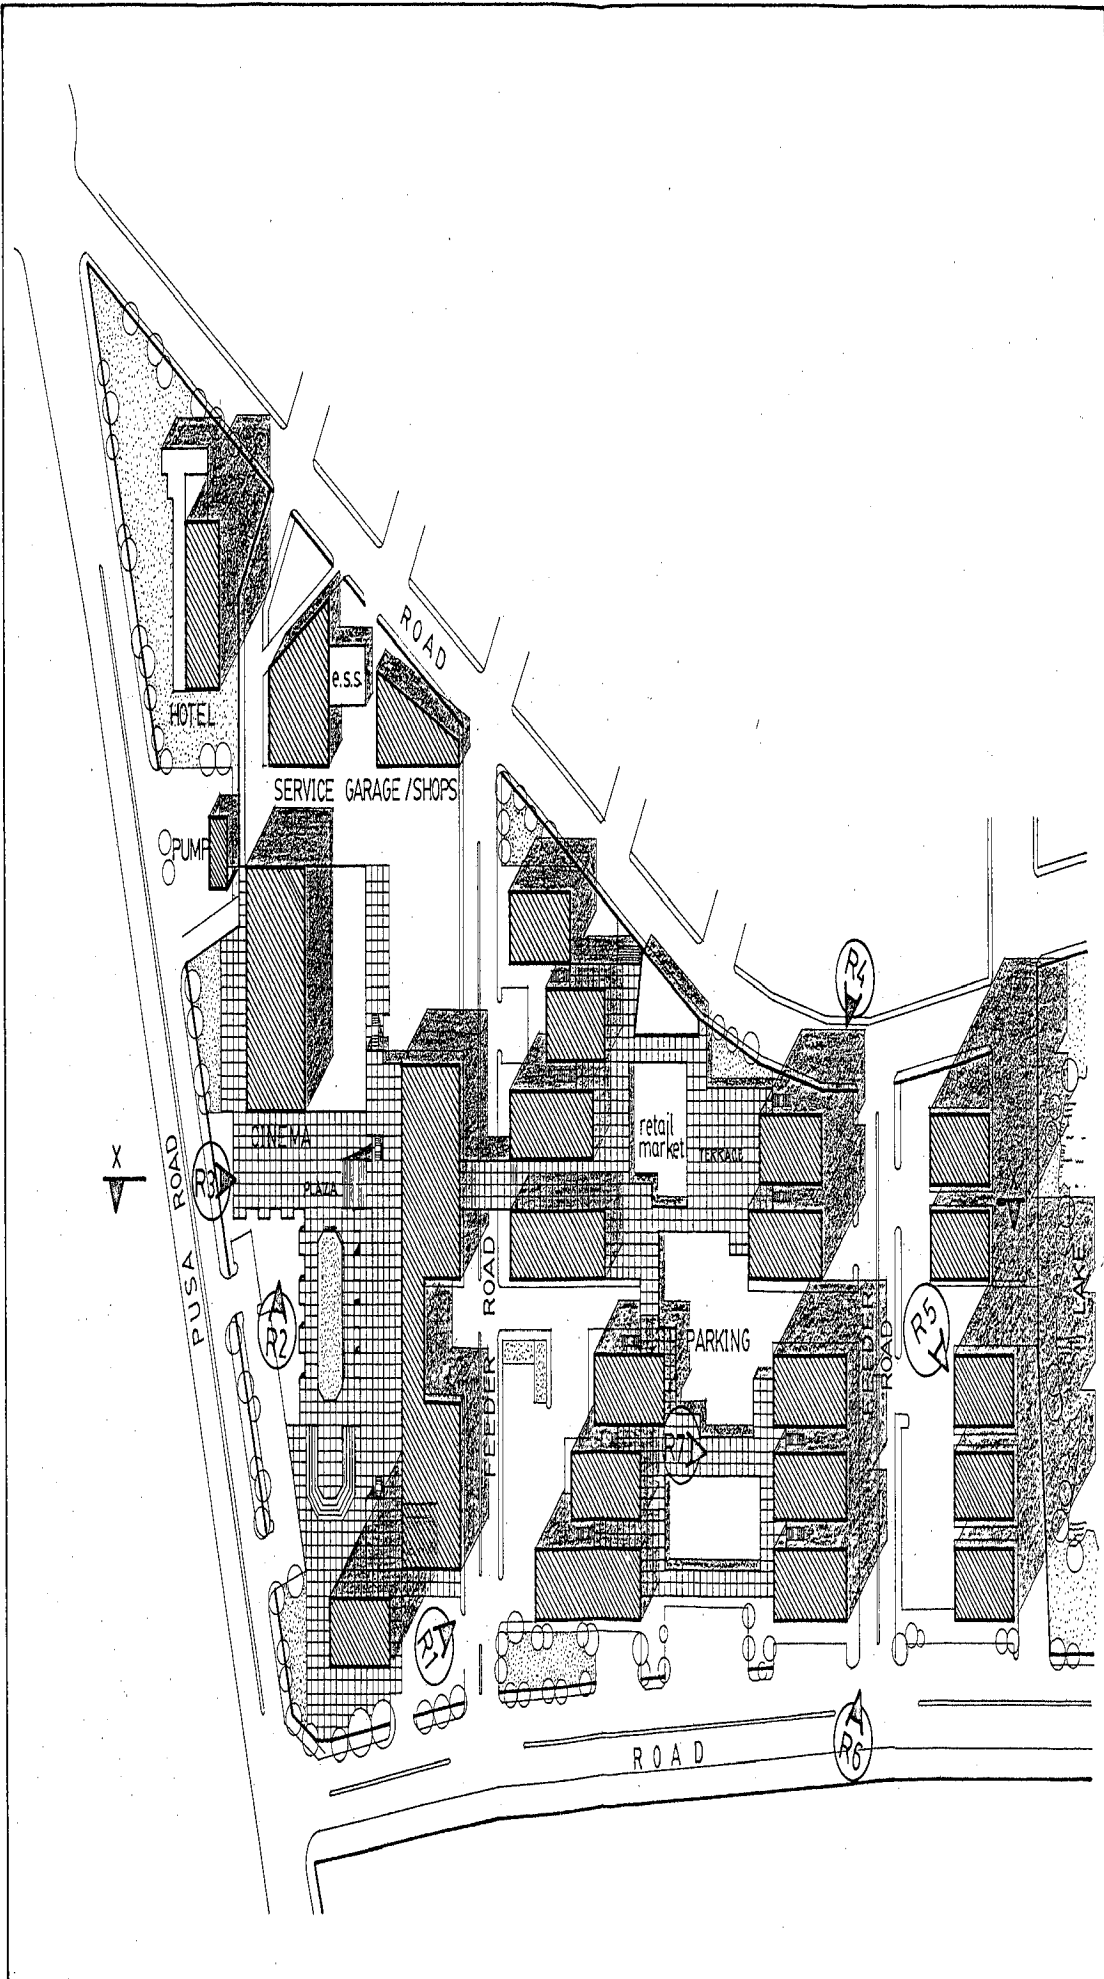 ROAD
e.s.s.
HOTEL
SERVICE GARAGE/SHOPS
PUMP
R4
CINEMA
retail
market
TERRACE
X
R3
PLAZA
PUSA ROAD
FEEDER ROAD
LAKE
R2
R5
PARKING
FEEDER
ROAD
R7
R1
ROAD
R6